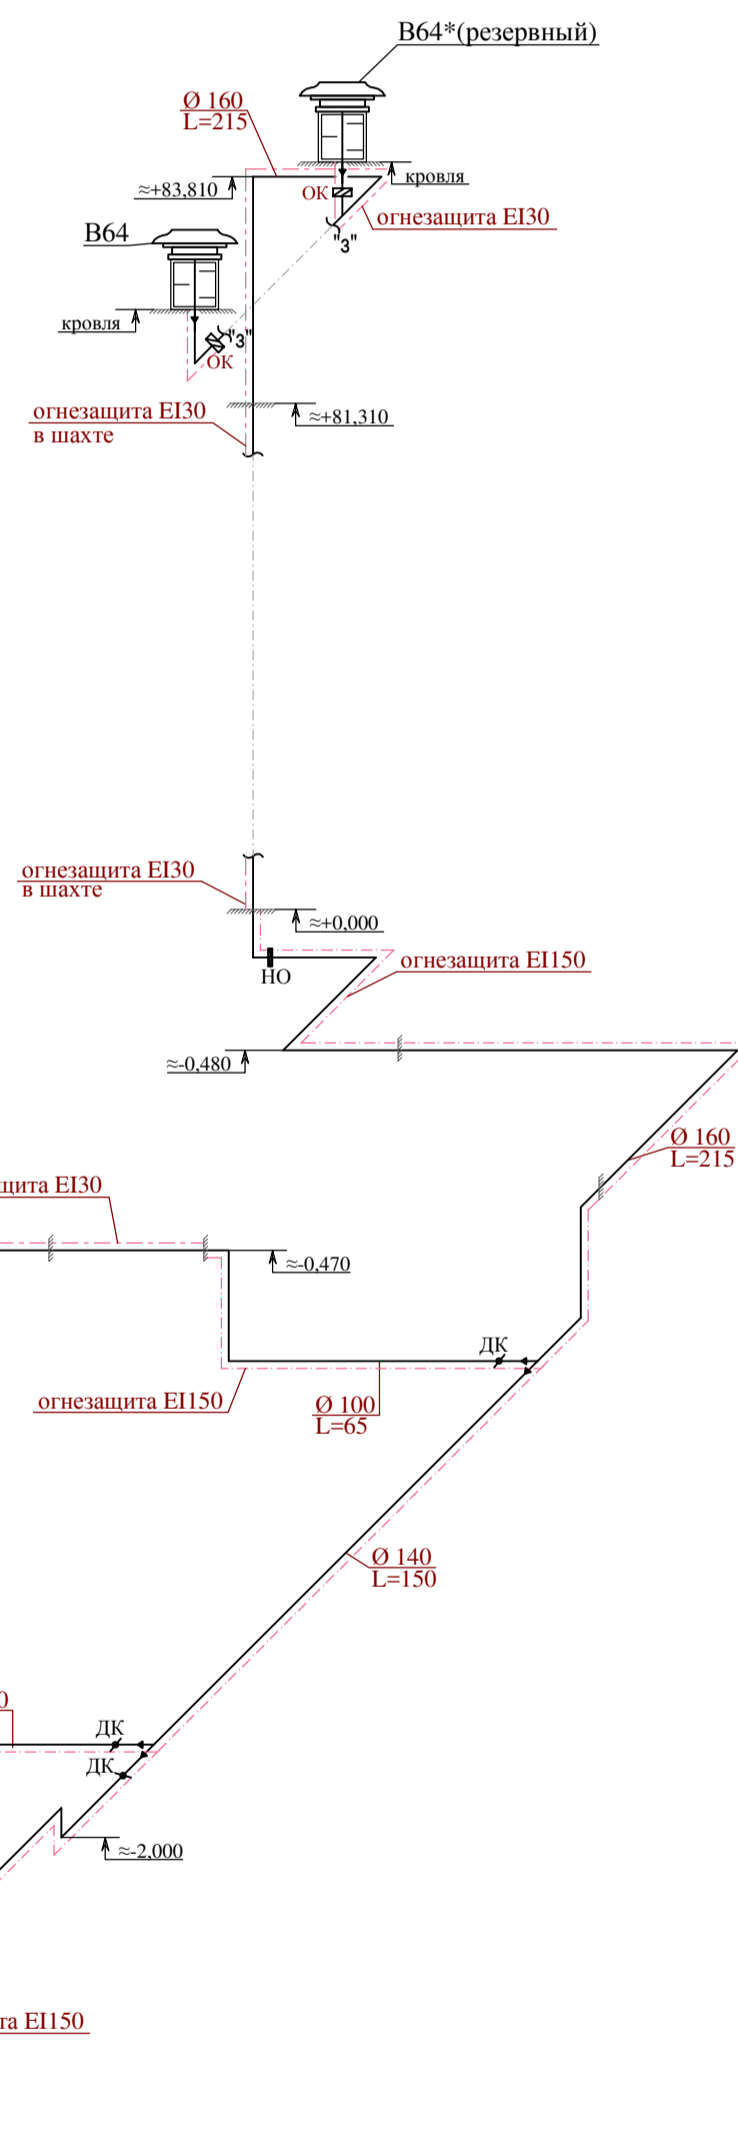 В64*(резервный)
Ø 160
L=215
кровля
≈+83,810
ОК
огнезащита EI30
"З"
В64
кровля
"З"
ОК
огнезащита EI30
в шахте
≈+81,310
огнезащита EI30
в шахте
≈+0,000
НО
огнезащита EI150
≈-0,480
Ø 160
L=215
щита EI30
≈-0,470
ДК
огнезащита EI150
Ø 100
L=65
Ø 140
L=150
0
ДК
ДК
≈-2,000
та EI150